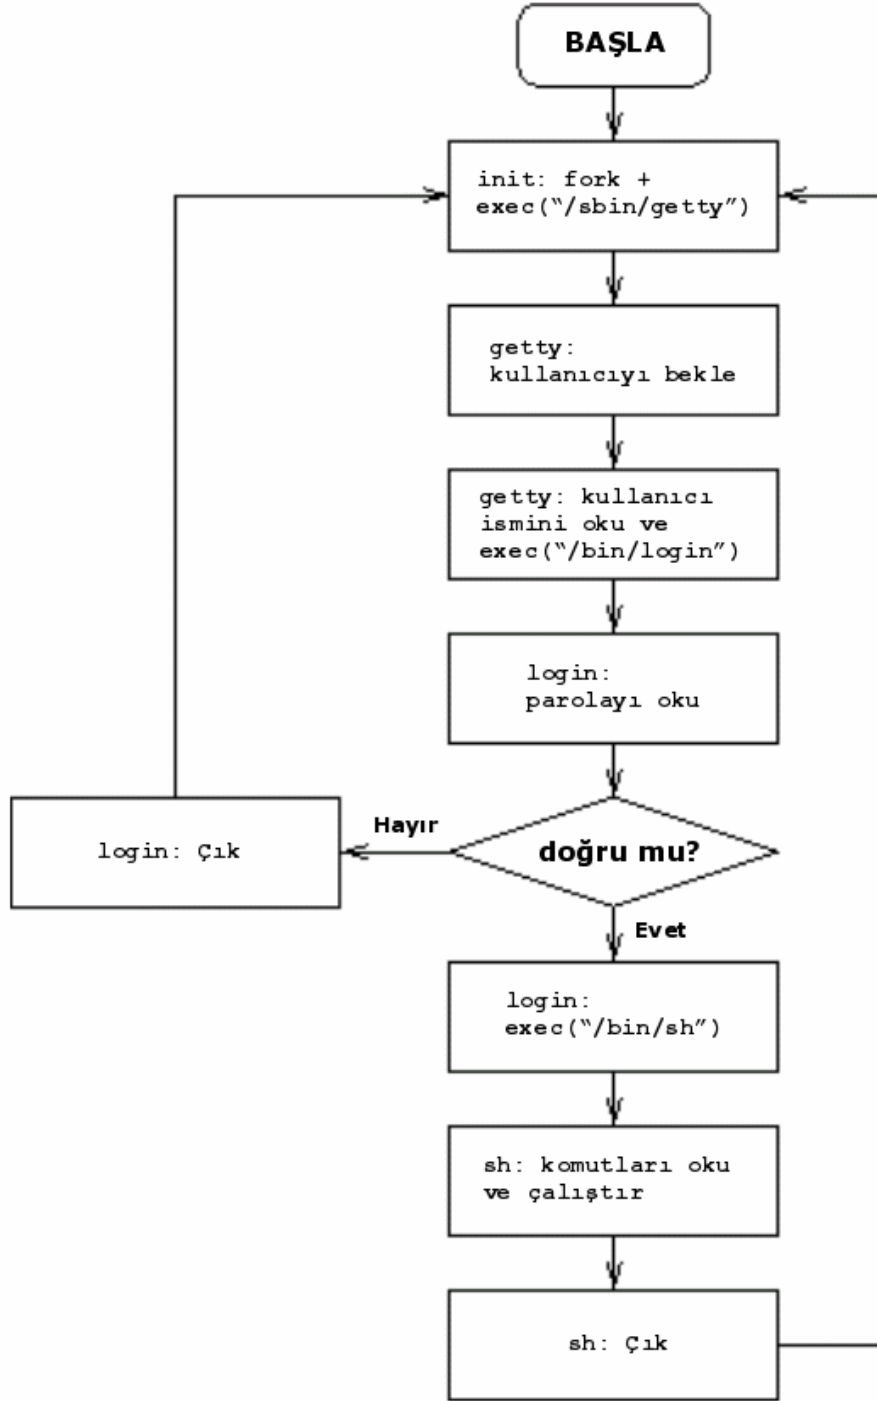 BAŞLA
init: fork +
exec(“/sbin/getty”)
getty:
kullanıcıyı bekle
getty: kullanıcı
ismini oku ve
exec(“/bin/login”)
login:
parolayı oku
doğru mu?
Hayır
login: Çık
Evet
login:
exec(“/bin/sh”)
sh: komutları oku
ve çalıştır
sh: Çık